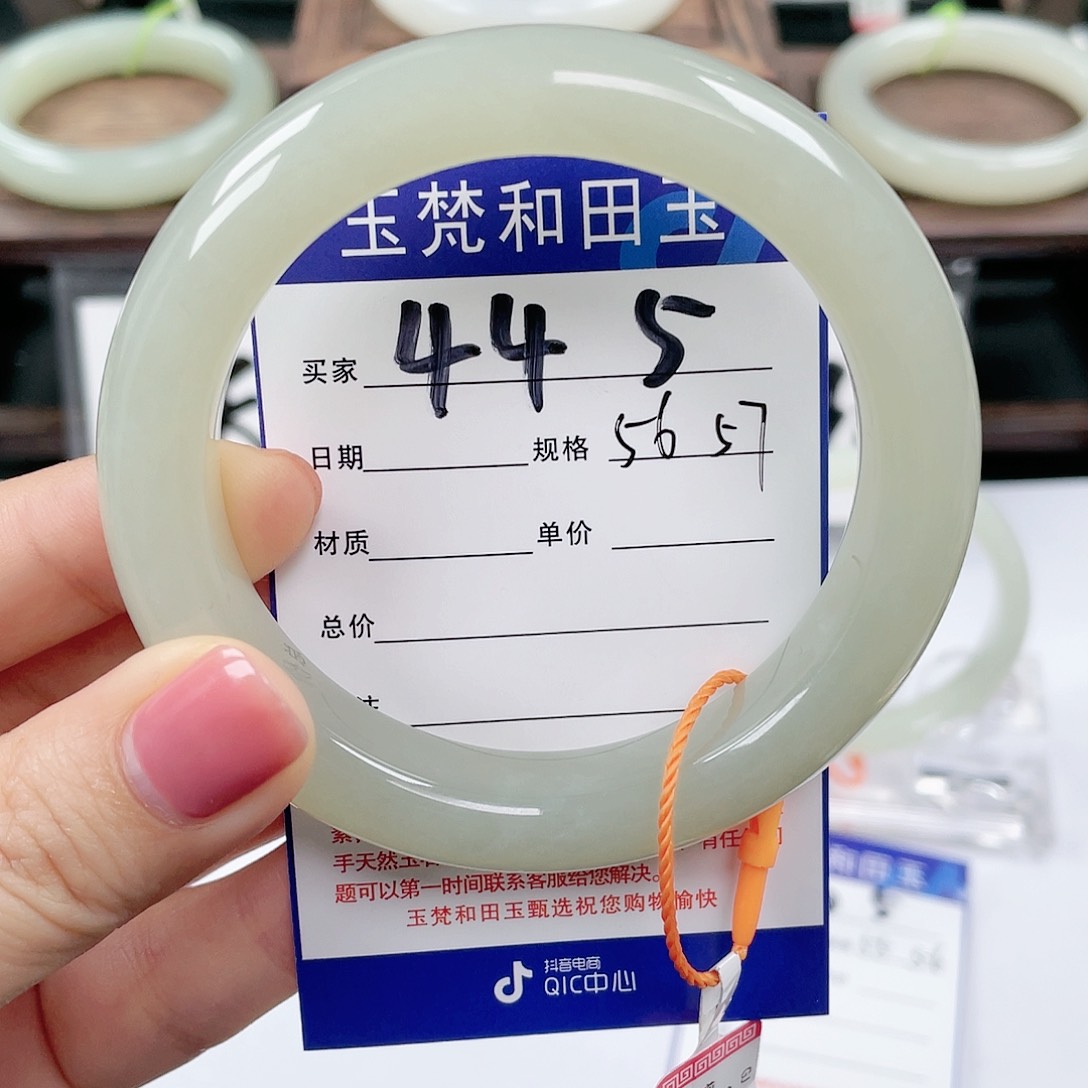 玉梵和田玉
买家 44 5
日期 规格 56 57
材质 单价
总价
手天然玉
题可以第一时间联系客服给您解决。
玉梵和田玉甄选祝您购物愉快
抖音电商
QIC中心